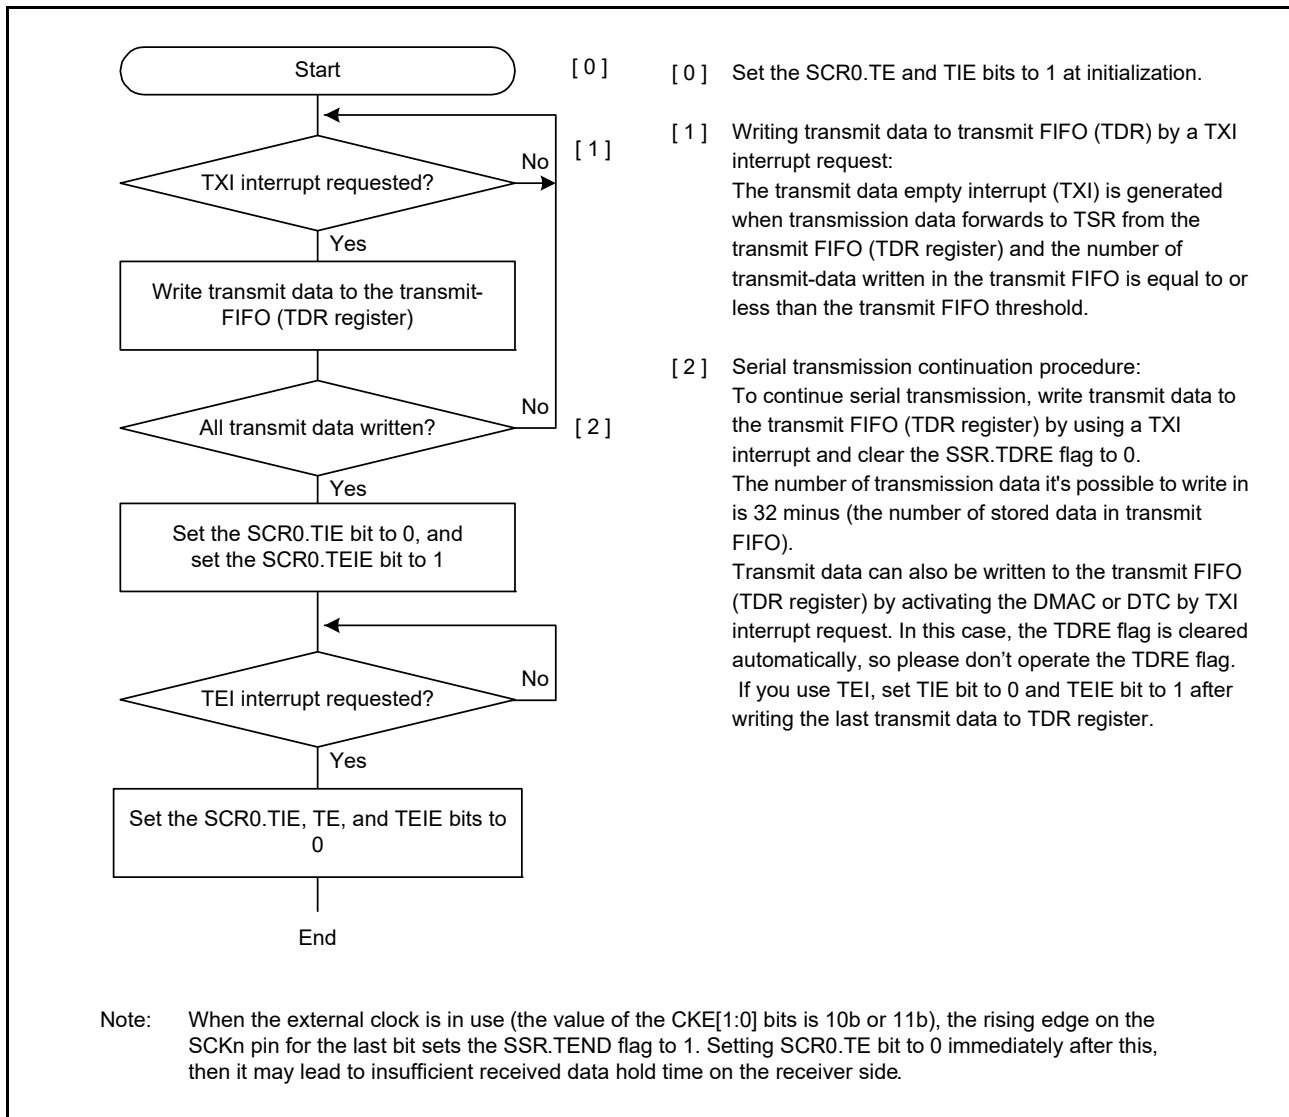 Start
[ 0 ]
TXI interrupt requested?
No
[ 1 ]
Yes
Write transmit data to the transmit-
FIFO (TDR register)
All transmit data written?
No
[ 2 ]
Yes
Set the SCR0.TIE bit to 0, and
set the SCR0.TEIE bit to 1
TEI interrupt requested?
No
Yes
Set the SCR0.TIE, TE, and TEIE bits to
0
End
[ 0 ] Set the SCR0.TE and TIE bits to 1 at initialization.
[ 1 ] Writing transmit data to transmit FIFO (TDR) by a TXI
interrupt request:
The transmit data empty interrupt (TXI) is generated
when transmission data forwards to TSR from the
transmit FIFO (TDR register) and the number of
transmit-data written in the transmit FIFO is equal to or
less than the transmit FIFO threshold.
[ 2 ] Serial transmission continuation procedure:
To continue serial transmission, write transmit data to
the transmit FIFO (TDR register) by using a TXI
interrupt and clear the SSR.TDRE flag to 0.
The number of transmission data it's possible to write in
is 32 minus (the number of stored data in transmit
FIFO).
Transmit data can also be written to the transmit FIFO
(TDR register) by activating the DMAC or DTC by TXI
interrupt request. In this case, the TDRE flag is cleared
automatically, so please don’t operate the TDRE flag.
If you use TEI, set TIE bit to 0 and TEIE bit to 1 after
writing the last transmit data to TDR register.
Note: When the external clock is in use (the value of the CKE[1:0] bits is 10b or 11b), the rising edge on the
SCKn pin for the last bit sets the SSR.TEND flag to 1. Setting SCR0.TE bit to 0 immediately after this,
then it may lead to insufficient received data hold time on the receiver side.